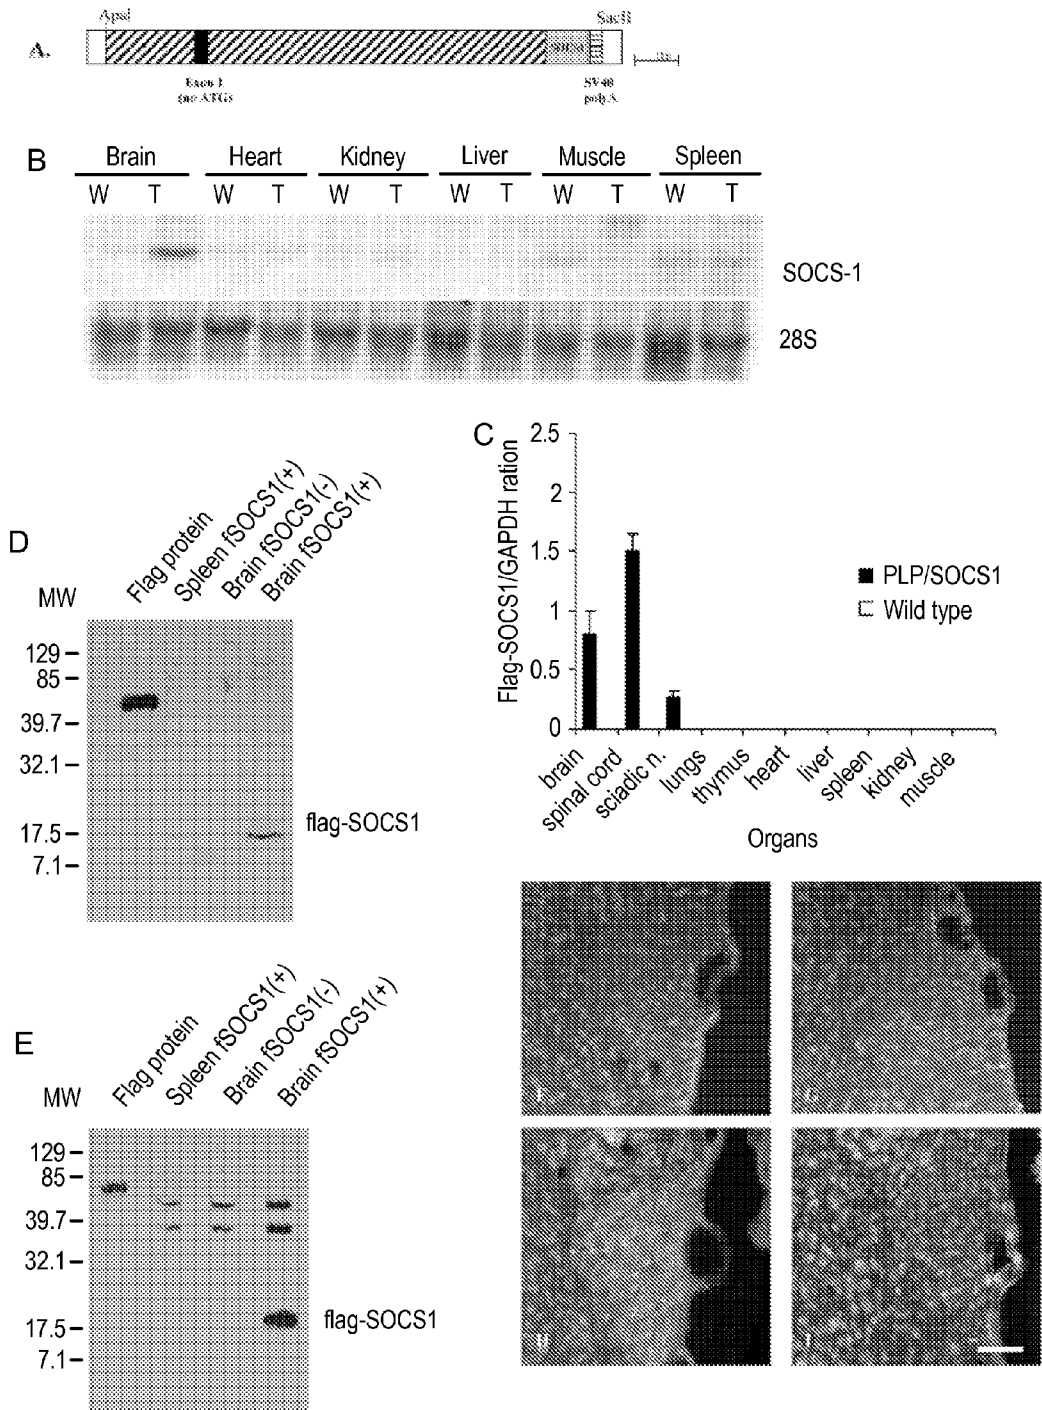 ApaI
SacII
A.
Exon 1
(no ATG)
SV40
polyA
B
Brain Heart Kidney Liver Muscle Spleen
W T W T W T W T W T W T
SOCS-1
28S
C
Flag-SOCS1/GAPDH ration
2.5
2
1.5
1
0.5
0
PLP/SOCS1
Wild type
brain
spinal cord
sciadic n.
lungs
thymus
heart
liver
spleen
kidney
muscle
Organs
D
MW
Flag protein
Spleen fSOCS1(+)
Brain fSOCS1(-)
Brain fSOCS1(+)
129
85
39.7
32.1
17.5
7.1
flag-SOCS1
E
MW
Flag protein
Spleen fSOCS1(+)
Brain fSOCS1(-)
Brain fSOCS1(+)
129
85
39.7
32.1
17.5
7.1
flag-SOCS1
F
G
H
I